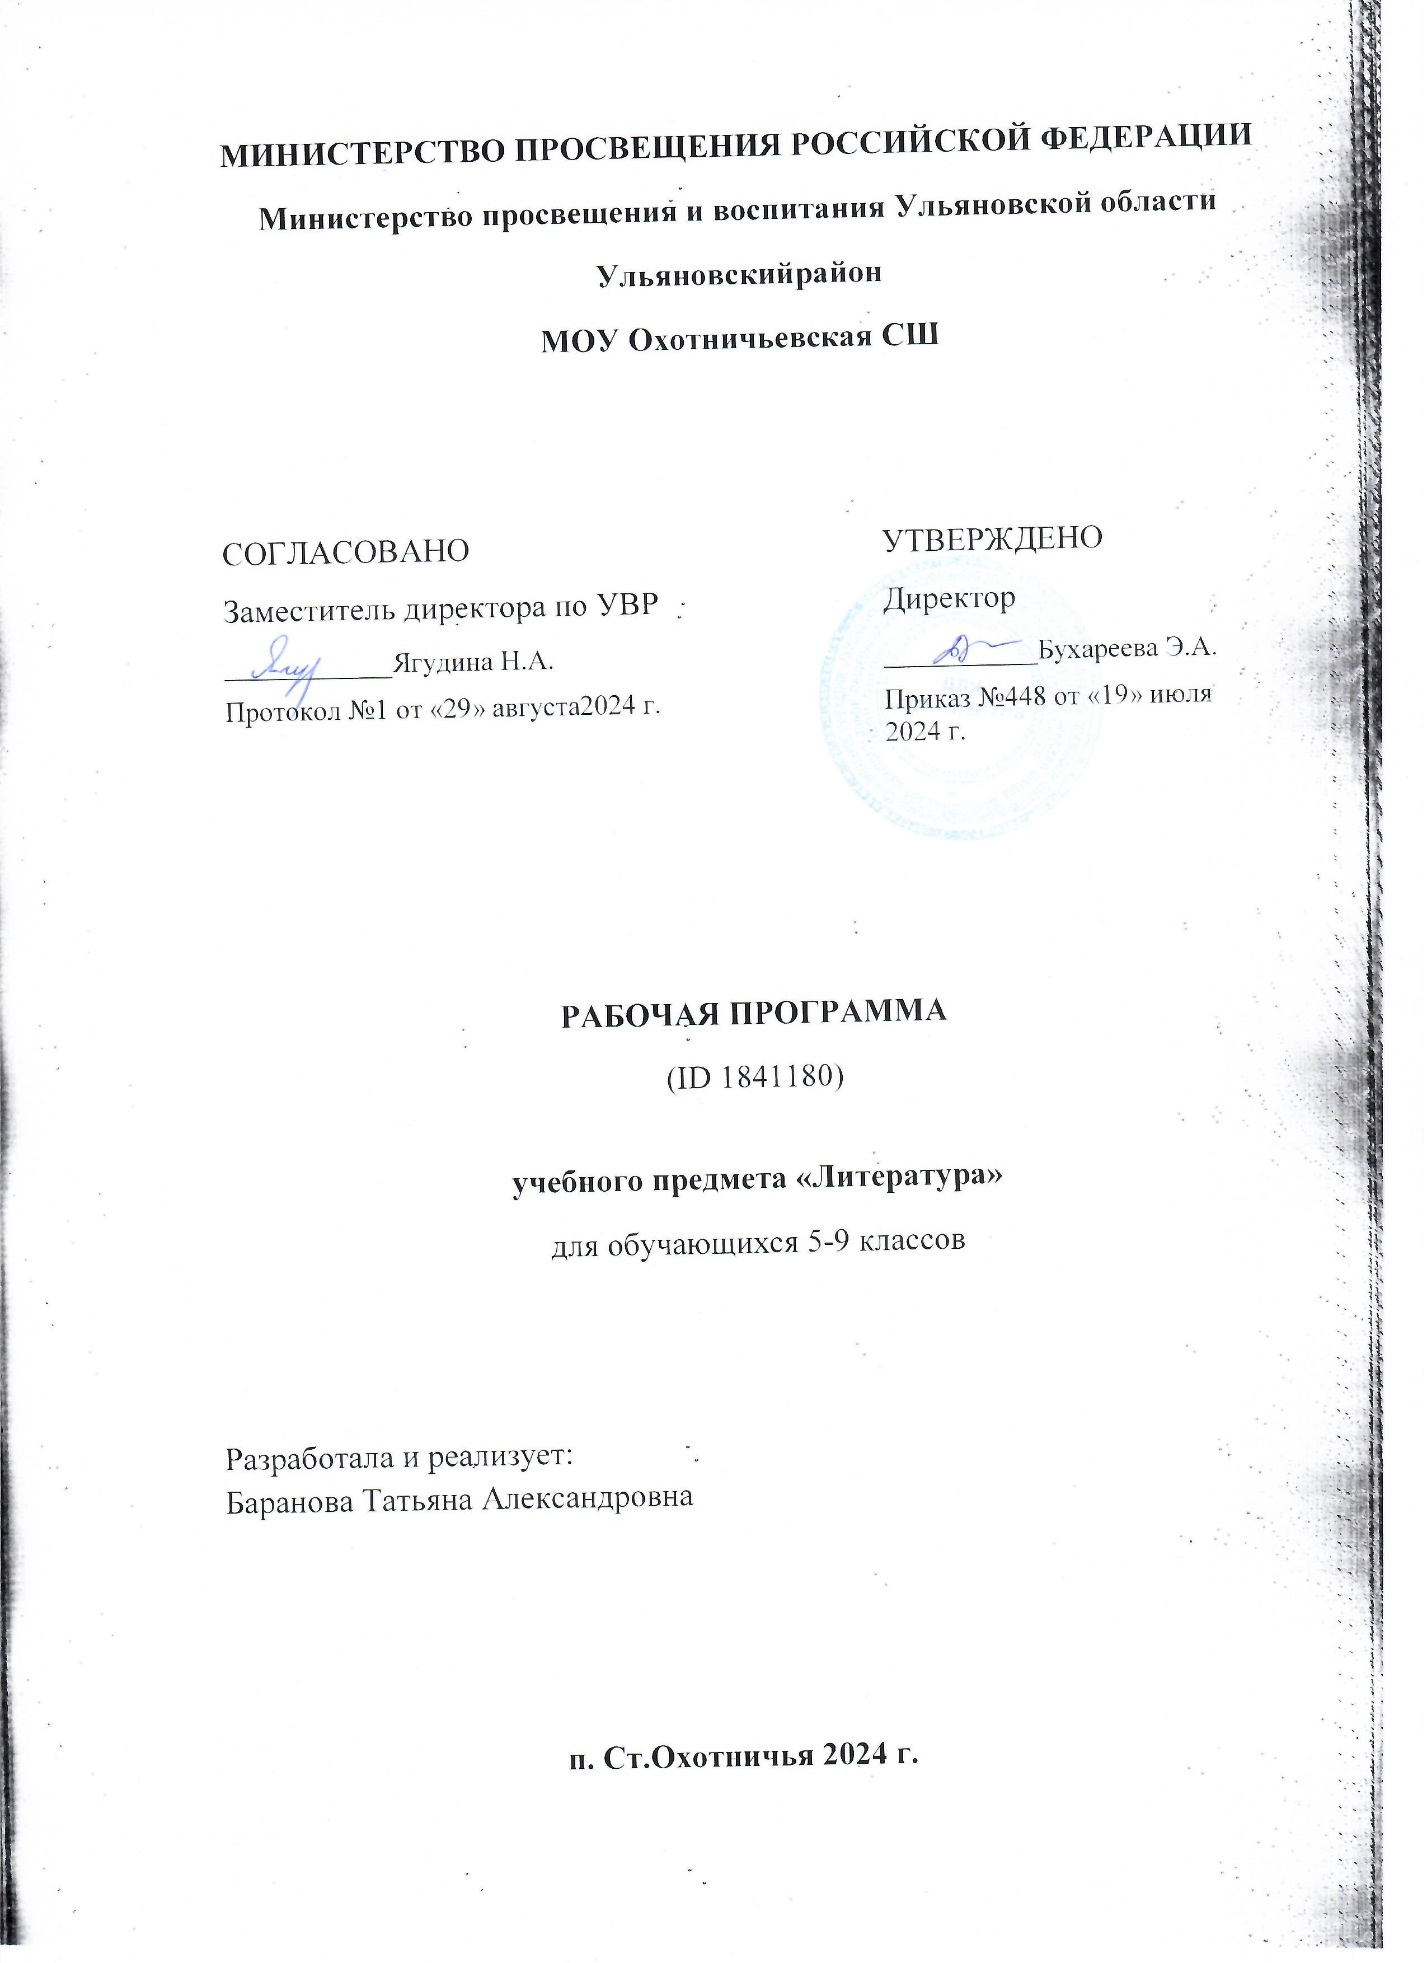 МИНИСТЕРСТВО ПРОСВЕЩЕНИЯ РОССИЙСКОЙ ФЕДЕРАЦИИ
Министерство просвещения и воспитания Ульяновской области
Ульяновскийрайон
МОУ Охотничьевская СШ
СОГЛАСОВАНО
Заместитель директора по УВР
____________Ягудина Н.А.
Протокол №1 от «29» августа2024 г.
УТВЕРЖДЕНО
Директор
___________Бухареева Э.А.
Приказ №448 от «19» июля
2024 г.
РАБОЧАЯ ПРОГРАММА
(ID 1841180)
учебного предмета «Литература»
для обучающихся 5-9 классов
Разработала и реализует:
Баранова Татьяна Александровна
п. Ст.Охотничья 2024 г.